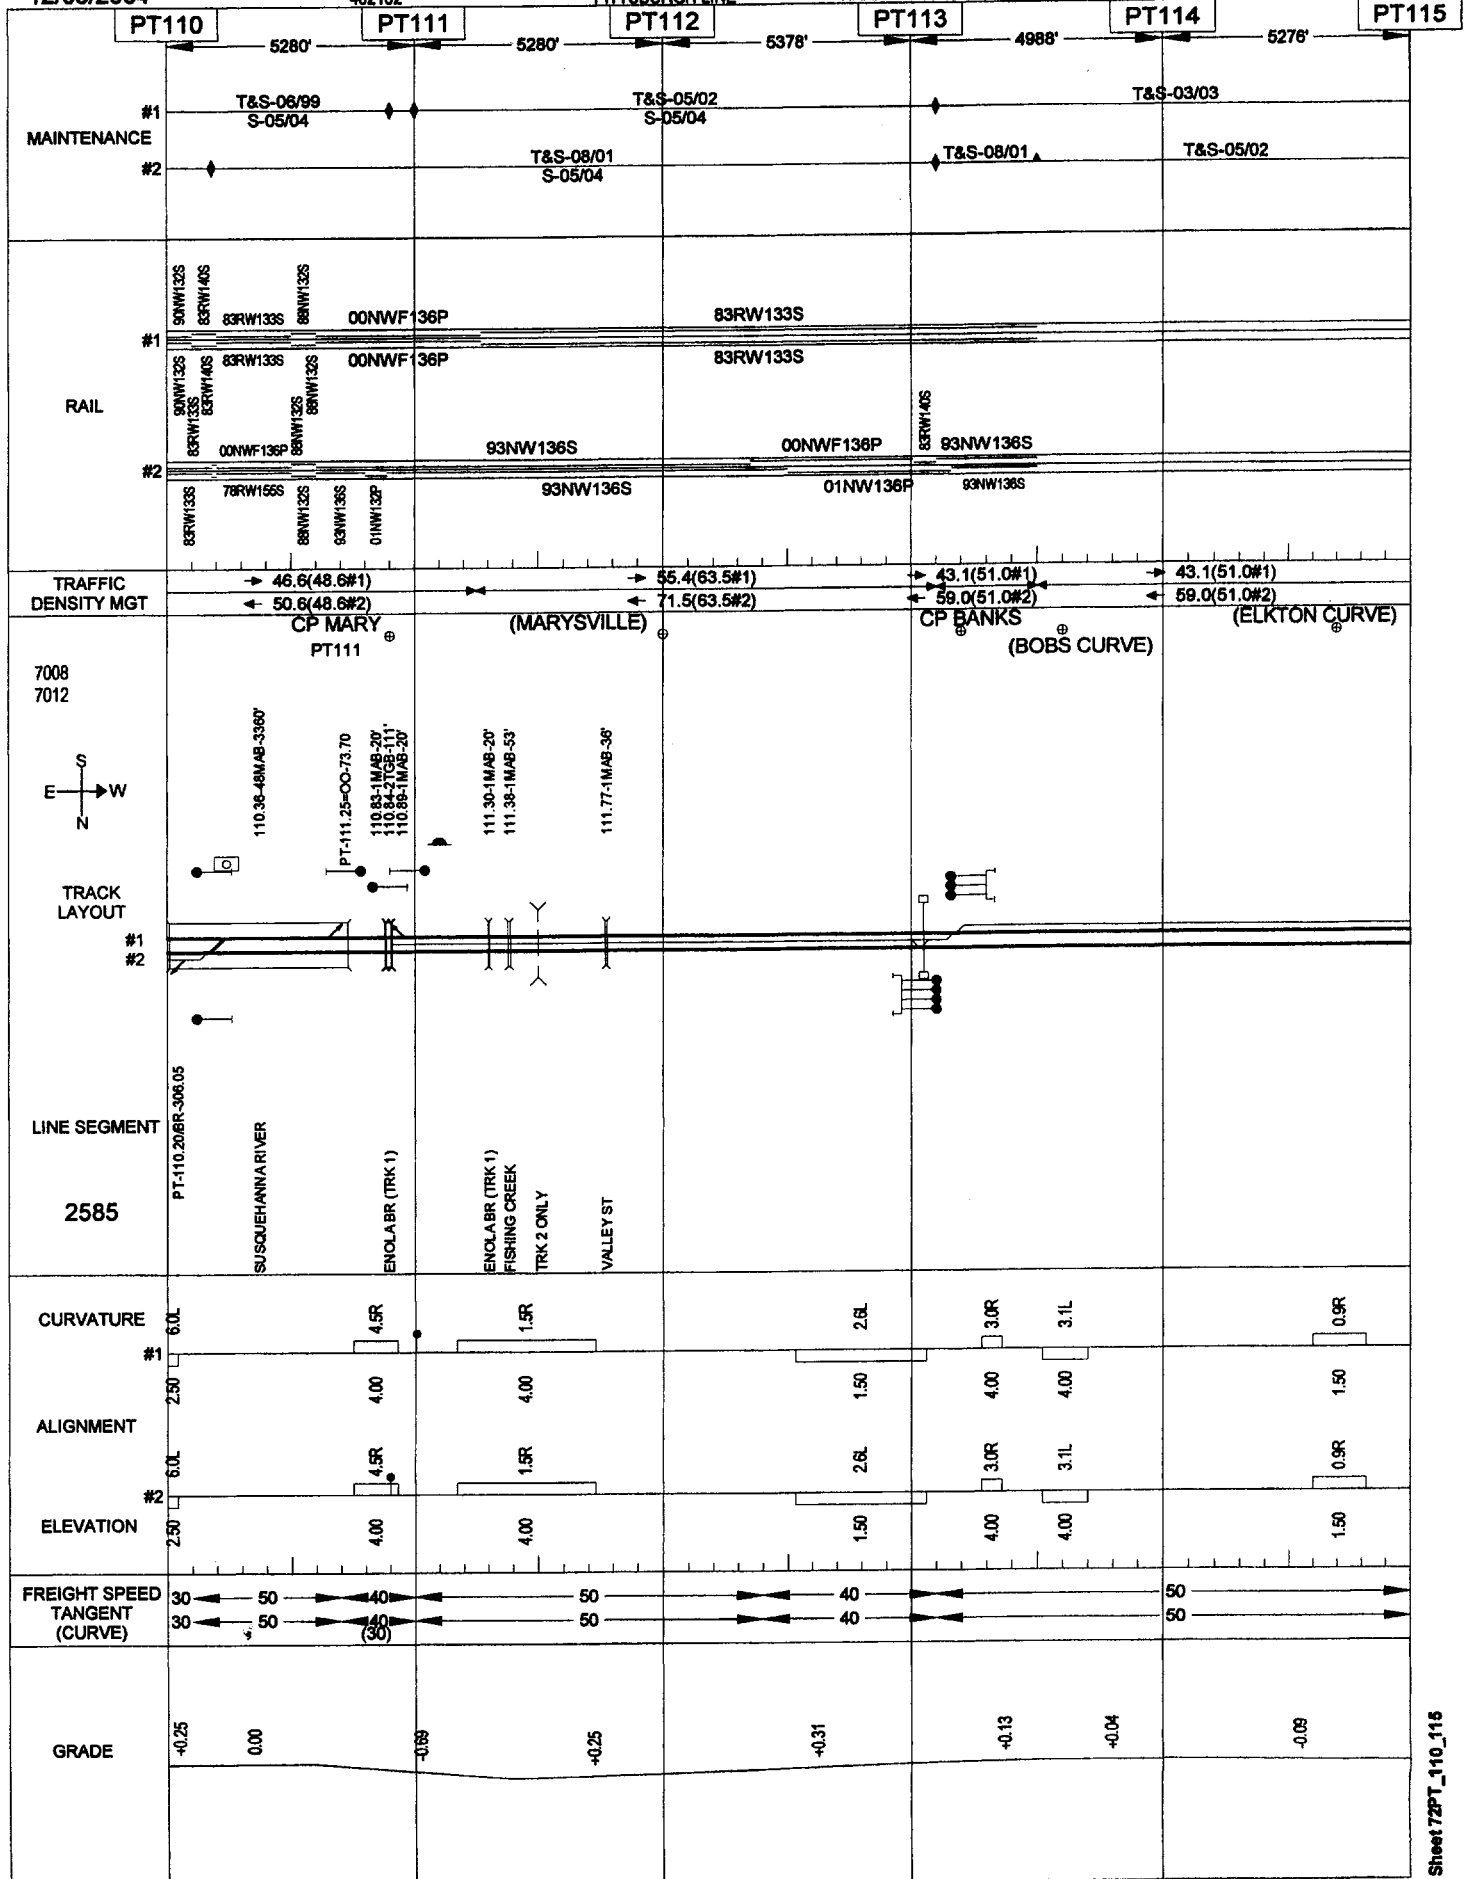 PT110 PT111 PT112 PT113 PT114 PT115
5280' 5280' 5378' 4988' 5276'
MAINTENANCE
#1 T&S-06/99 T&S-05/02 T&S-03/03
S-05/04 S-05/04
#2 T&S-08/01 T&S-08/01 T&S-05/02
S-05/04
RAIL
90NW132S 83RW140S 83RW133S 88NW132S 00NWF136P 83RW133S
#1
90NW132S 83RW140S 83RW133S 88NW132S 00NWF136P 83RW133S
83RW133S 00NWF136P 88NW132S 93NW136S 00NWF136P 83RW140S 93NW136S
#2
83RW133S 78RW155S 88NW132S 93NW136S 01NW132P 93NW136S 01NW136P 93NW136S
TRAFFIC
DENSITY MGT
46.6(48.6#1) 55.4(63.5#1) 43.1(51.0#1) 43.1(51.0#1)
50.6(48.6#2) 71.5(63.5#2) 59.0(51.0#2) 59.0(51.0#2)
CP MARY (MARYSVILLE) CP BANKS (ELKTON CURVE)
PT111 (BOBS CURVE)
7008
7012
S
E W
N
110.36-48MAB-3360'
PT-111.25=OO-73.70
110.83-1MAB-20'
110.84-2TGB-111'
110.89-1MAB-20'
111.30-1MAB-20'
111.38-1MAB-53'
111.77-1MAB-36'
TRACK
LAYOUT
#1
#2
LINE SEGMENT
2585
PT-110.20/BR-306.05
SUSQUEHANNA RIVER
ENOLA BR (TRK 1)
ENOLA BR (TRK 1)
FISHING CREEK
TRK 2 ONLY
VALLEY ST
CURVATURE
6.0L 4.5R 1.5R 2.6L 3.0R 3.1L 0.9R
#1
2.50 4.00 4.00 1.50 4.00 4.00 1.50
ALIGNMENT
6.0L 4.5R 1.5R 2.6L 3.0R 3.1L 0.9R
#2
ELEVATION
2.50 4.00 4.00 1.50 4.00 4.00 1.50
FREIGHT SPEED 30 50 40 50 40 50
TANGENT 30 50 40 50 40 50
(CURVE) (30)
GRADE
+0.25 0.00 -0.69 +0.25 +0.31 +0.13 +0.04 -0.09
Sheet 72PT_110_115